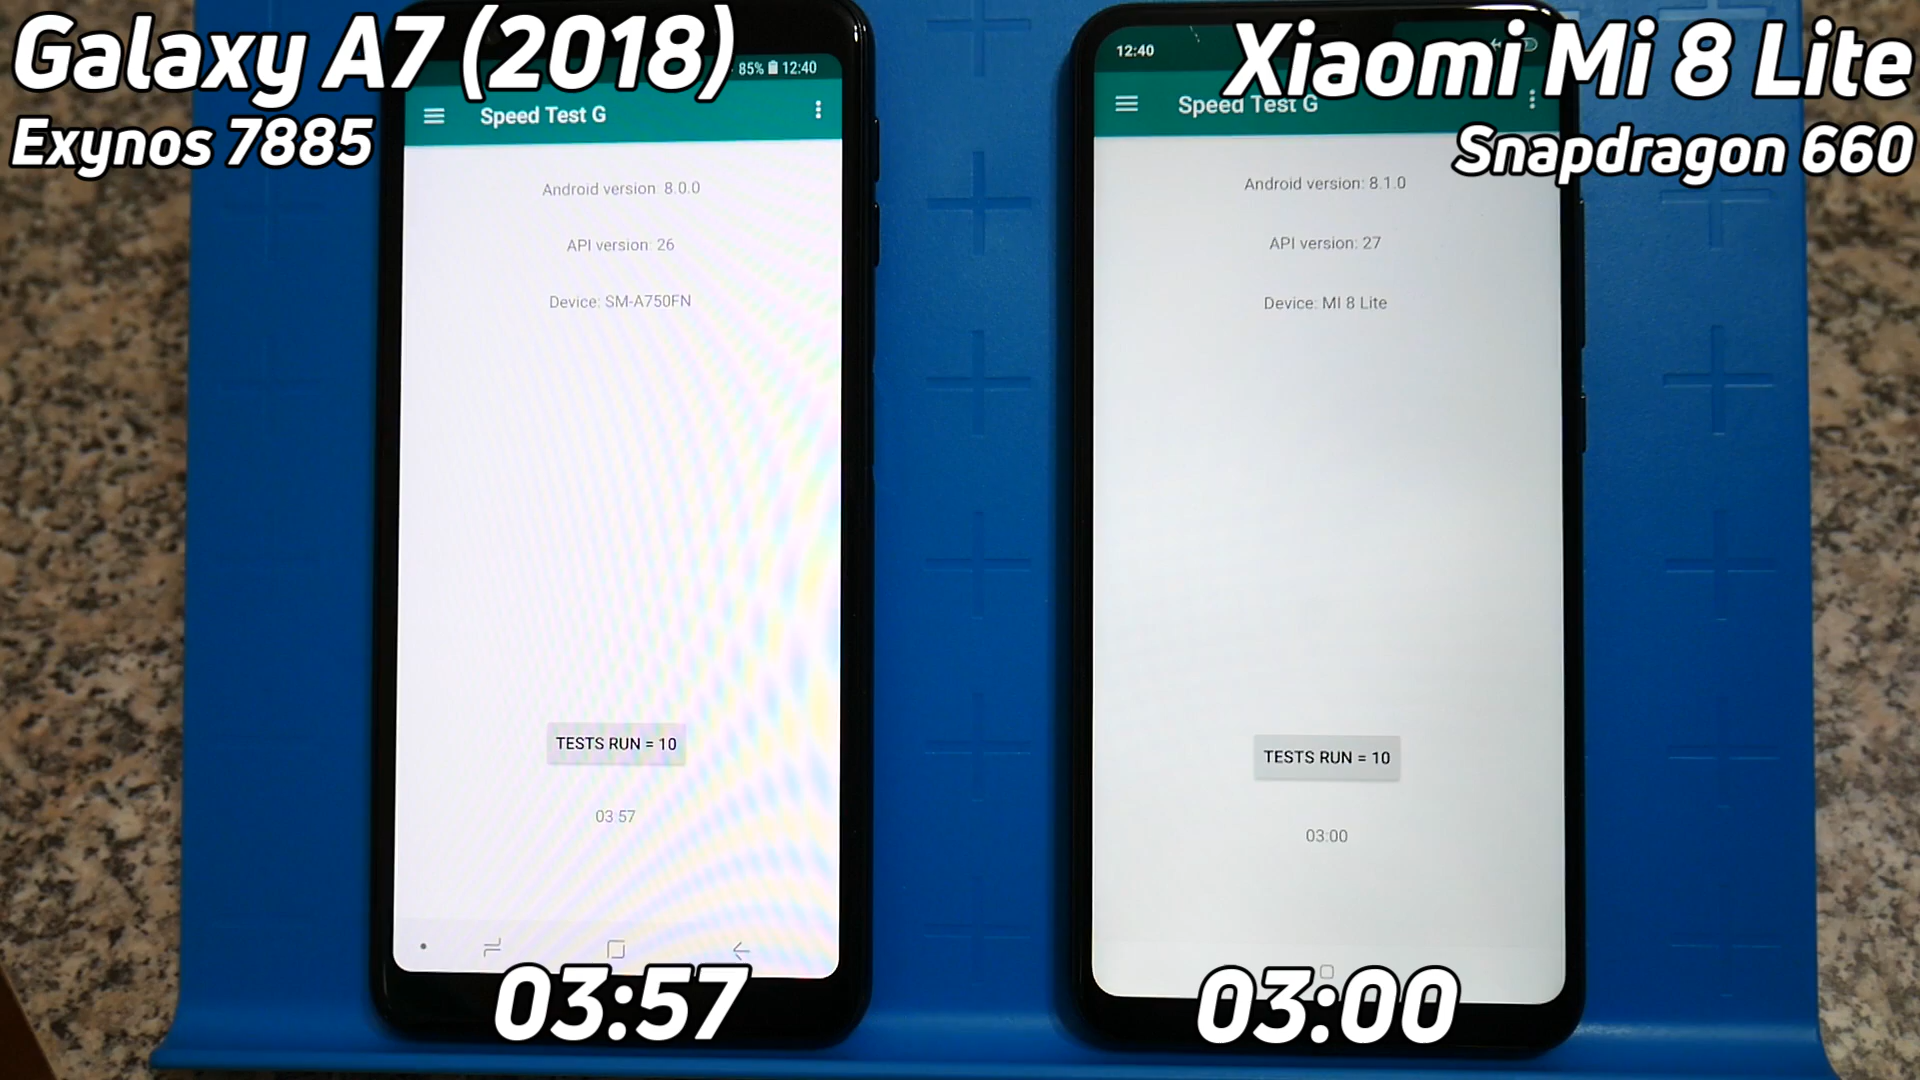 Galaxy A7 (2018)
Exynos 7885
85% 12:40
Speed Test G
Android version: 8.0.0
API version: 26
Device: SM-A750FN
TESTS RUN = 10
03:57
03:57
Xiaomi Mi 8 Lite
Snapdragon 660
12:40
Speed Test G
Android version: 8.1.0
API version: 27
Device: MI 8 Lite
TESTS RUN = 10
03:00
03:00